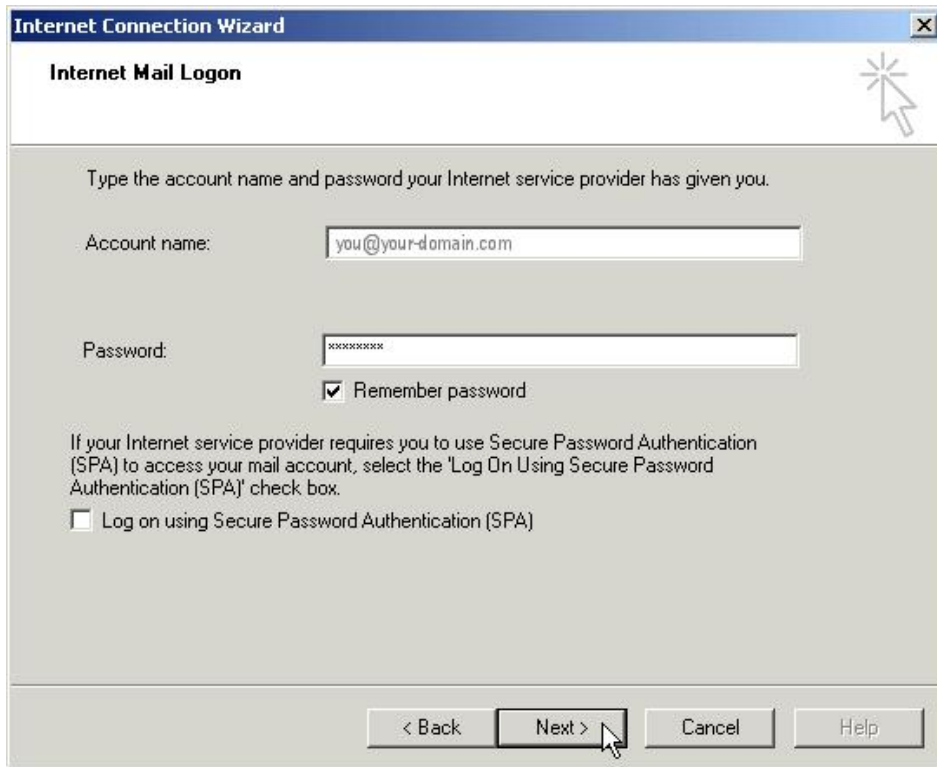 Internet Connection Wizard
Internet Mail Logon
Type the account name and password your Internet service provider has given you.
Account name: you@your-domain.com
Password: ********
Remember password
If your Internet service provider requires you to use Secure Password Authentication
(SPA) to access your mail account, select the 'Log On Using Secure Password
Authentication (SPA)' check box.
Log on using Secure Password Authentication (SPA)
< Back Next > Cancel Help